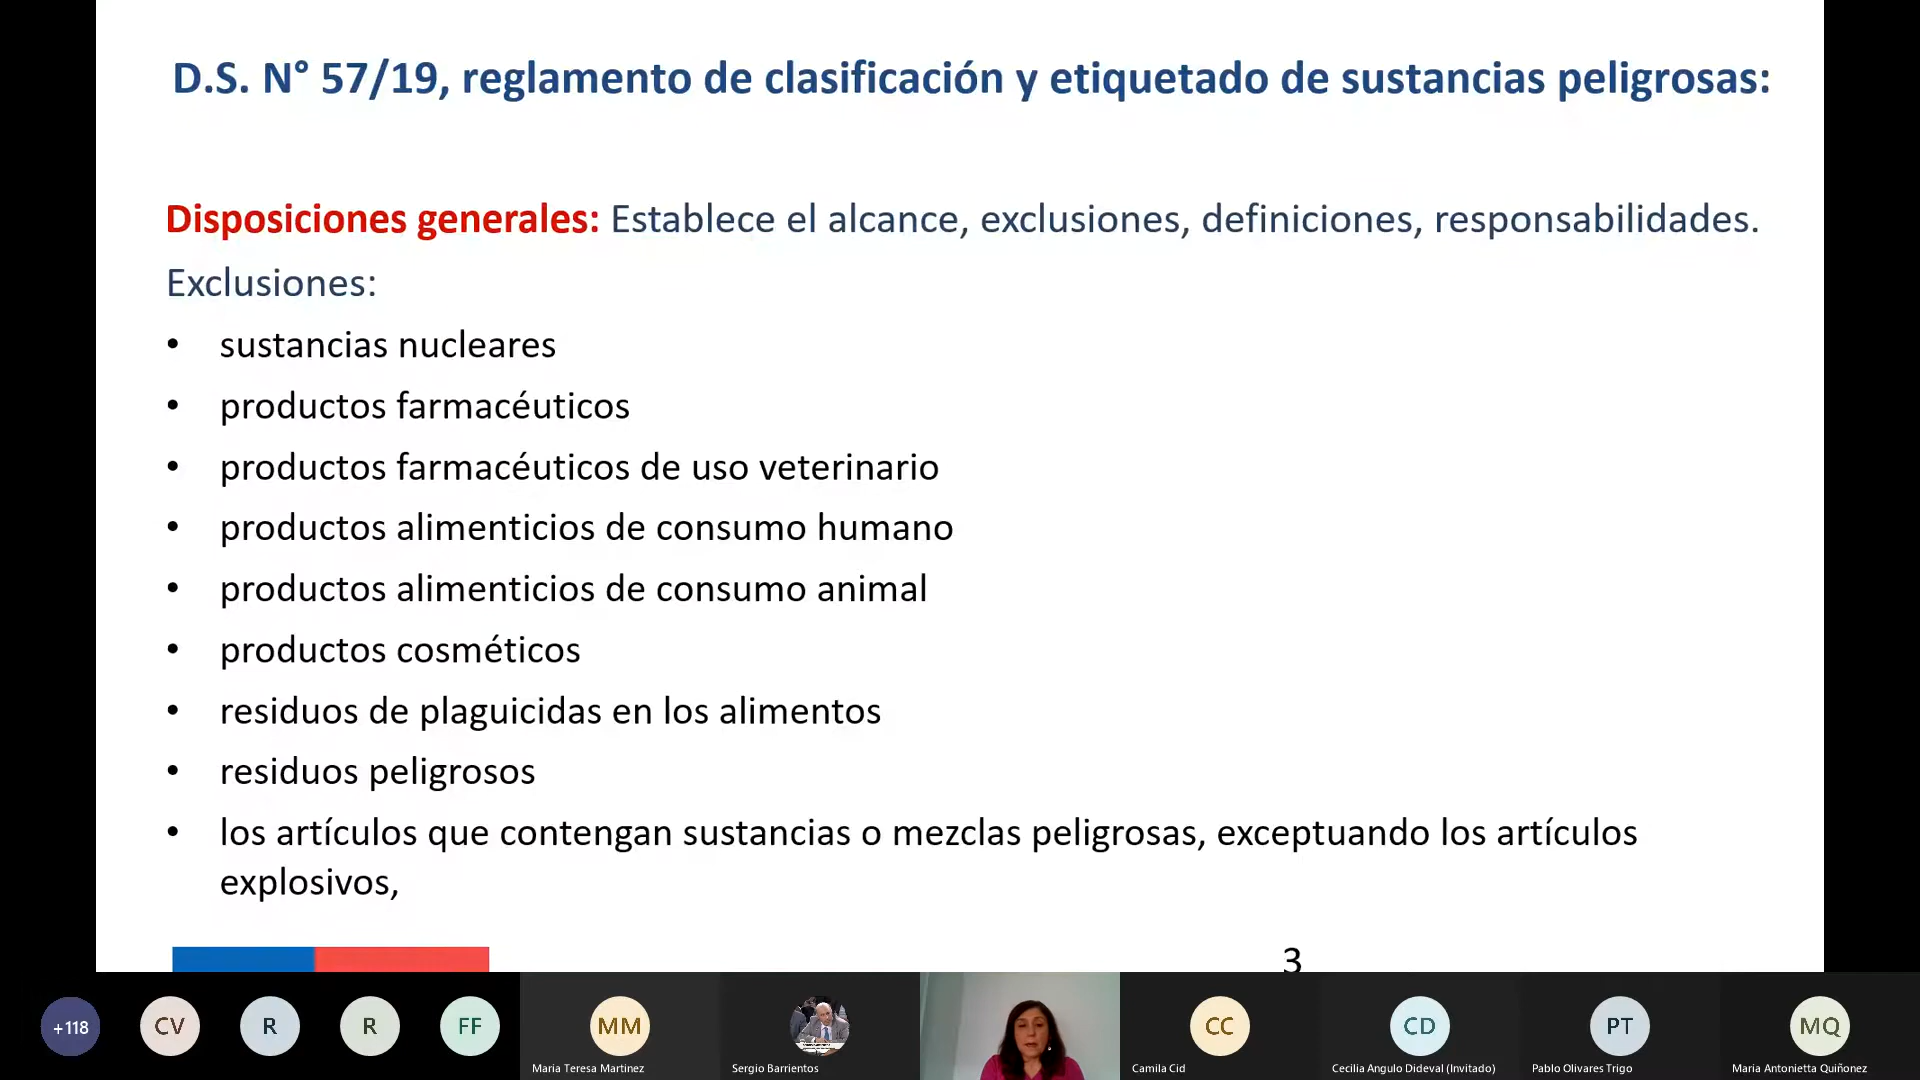 D.S. N° 57/19, reglamento de clasificación y etiquetado de sustancias peligrosas:
Disposiciones generales: Establece el alcance, exclusiones, definiciones, responsabilidades.
Exclusiones:
• sustancias nucleares
• productos farmacéuticos
• productos farmacéuticos de uso veterinario
• productos alimenticios de consumo humano
• productos alimenticios de consumo animal
• productos cosméticos
• residuos de plaguicidas en los alimentos
• residuos peligrosos
• los artículos que contengan sustancias o mezclas peligrosas, exceptuando los artículos
explosivos,
3
+118 CV R R FF MM CC CD PT MQ
Maria Teresa Martinez Sergio Barrientos Camila Cid Cecilia Angulo Dideval (Invitado) Pablo Olivares Trigo Maria Antonietta Quiñonez